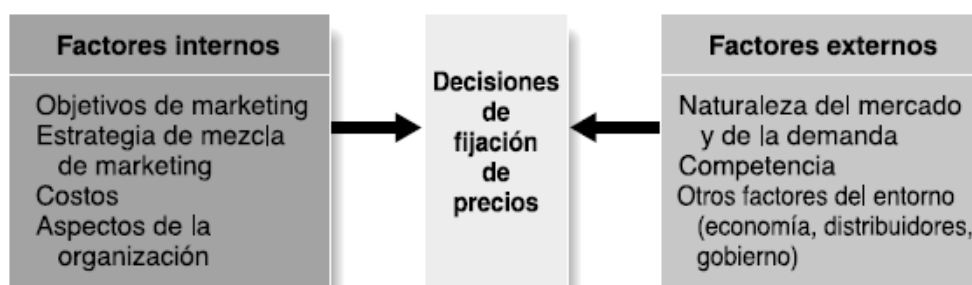 Factores internos
Objetivos de marketing
Estrategia de mezcla
de marketing
Costos
Aspectos de la
organización
Decisiones
de
fijación
de
precios
Factores externos
Naturaleza del mercado
y de la demanda
Competencia
Otros factores del entorno
(economía, distribuidores,
gobierno)